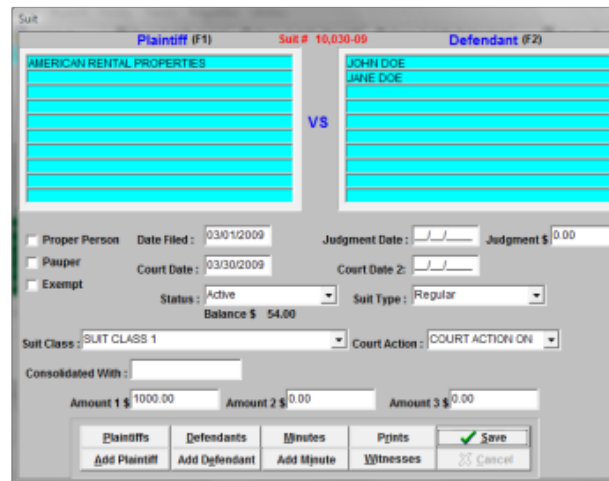 Suit
Plaintiff (F1) Suit # 10,030-09 Defendant (F2)
AMERICAN RENTAL PROPERTIES JOHN DOE
JANE DOE
VS
Proper Person Date Filed : 03/01/2009 Judgment Date : __/__/____ Judgment $ 0.00
Pauper Court Date : 03/30/2009 Court Date 2: __/__/____
Exempt
Status : Active Suit Type : Regular
Balance $ 54.00
Suit Class : SUIT CLASS 1 Court Action : COURT ACTION ON
Consolidated With :
Amount 1 $ 1000.00 Amount 2 $ 0.00 Amount 3 $ 0.00
Plaintiffs Defendants Minutes Prints Save
Add Plaintiff Add Defendant Add Minute Witnesses Cancel